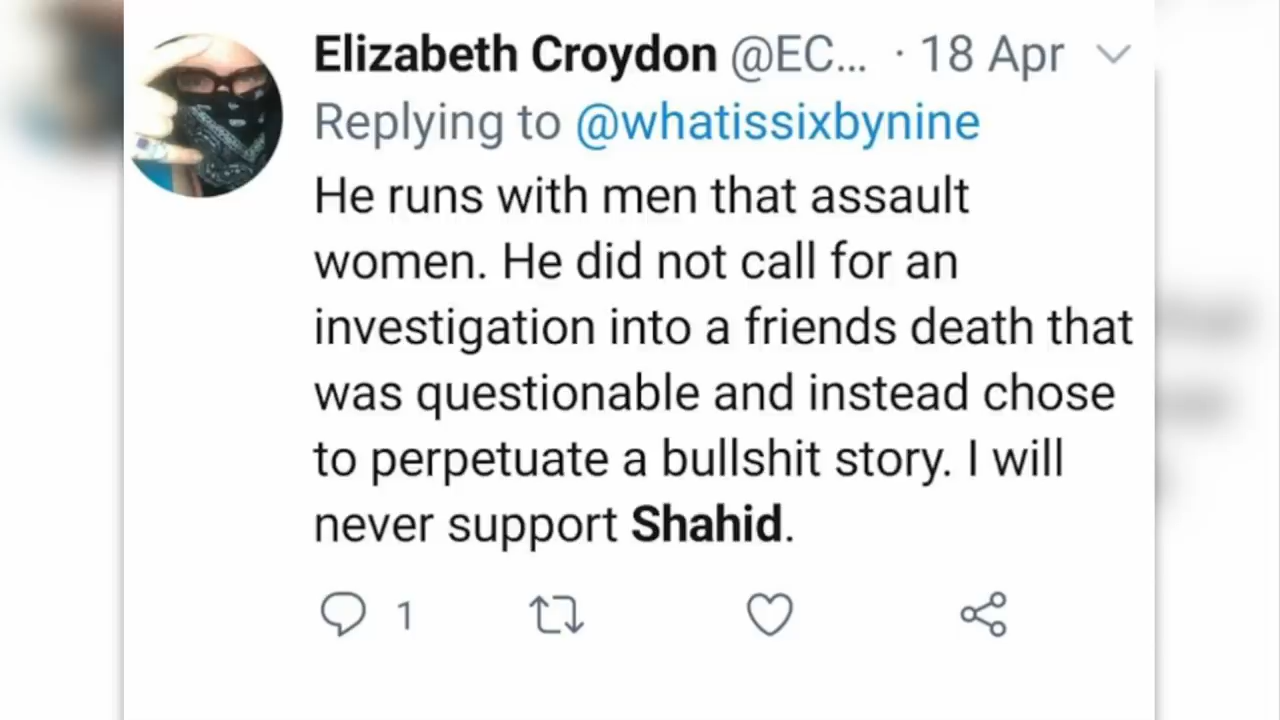 Elizabeth Croydon @EC... · 18 Apr
Replying to @whatissixbynine
He runs with men that assault
women. He did not call for an
investigation into a friends death that
was questionable and instead chose
to perpetuate a bullshit story. I will
never support Shahid.
1